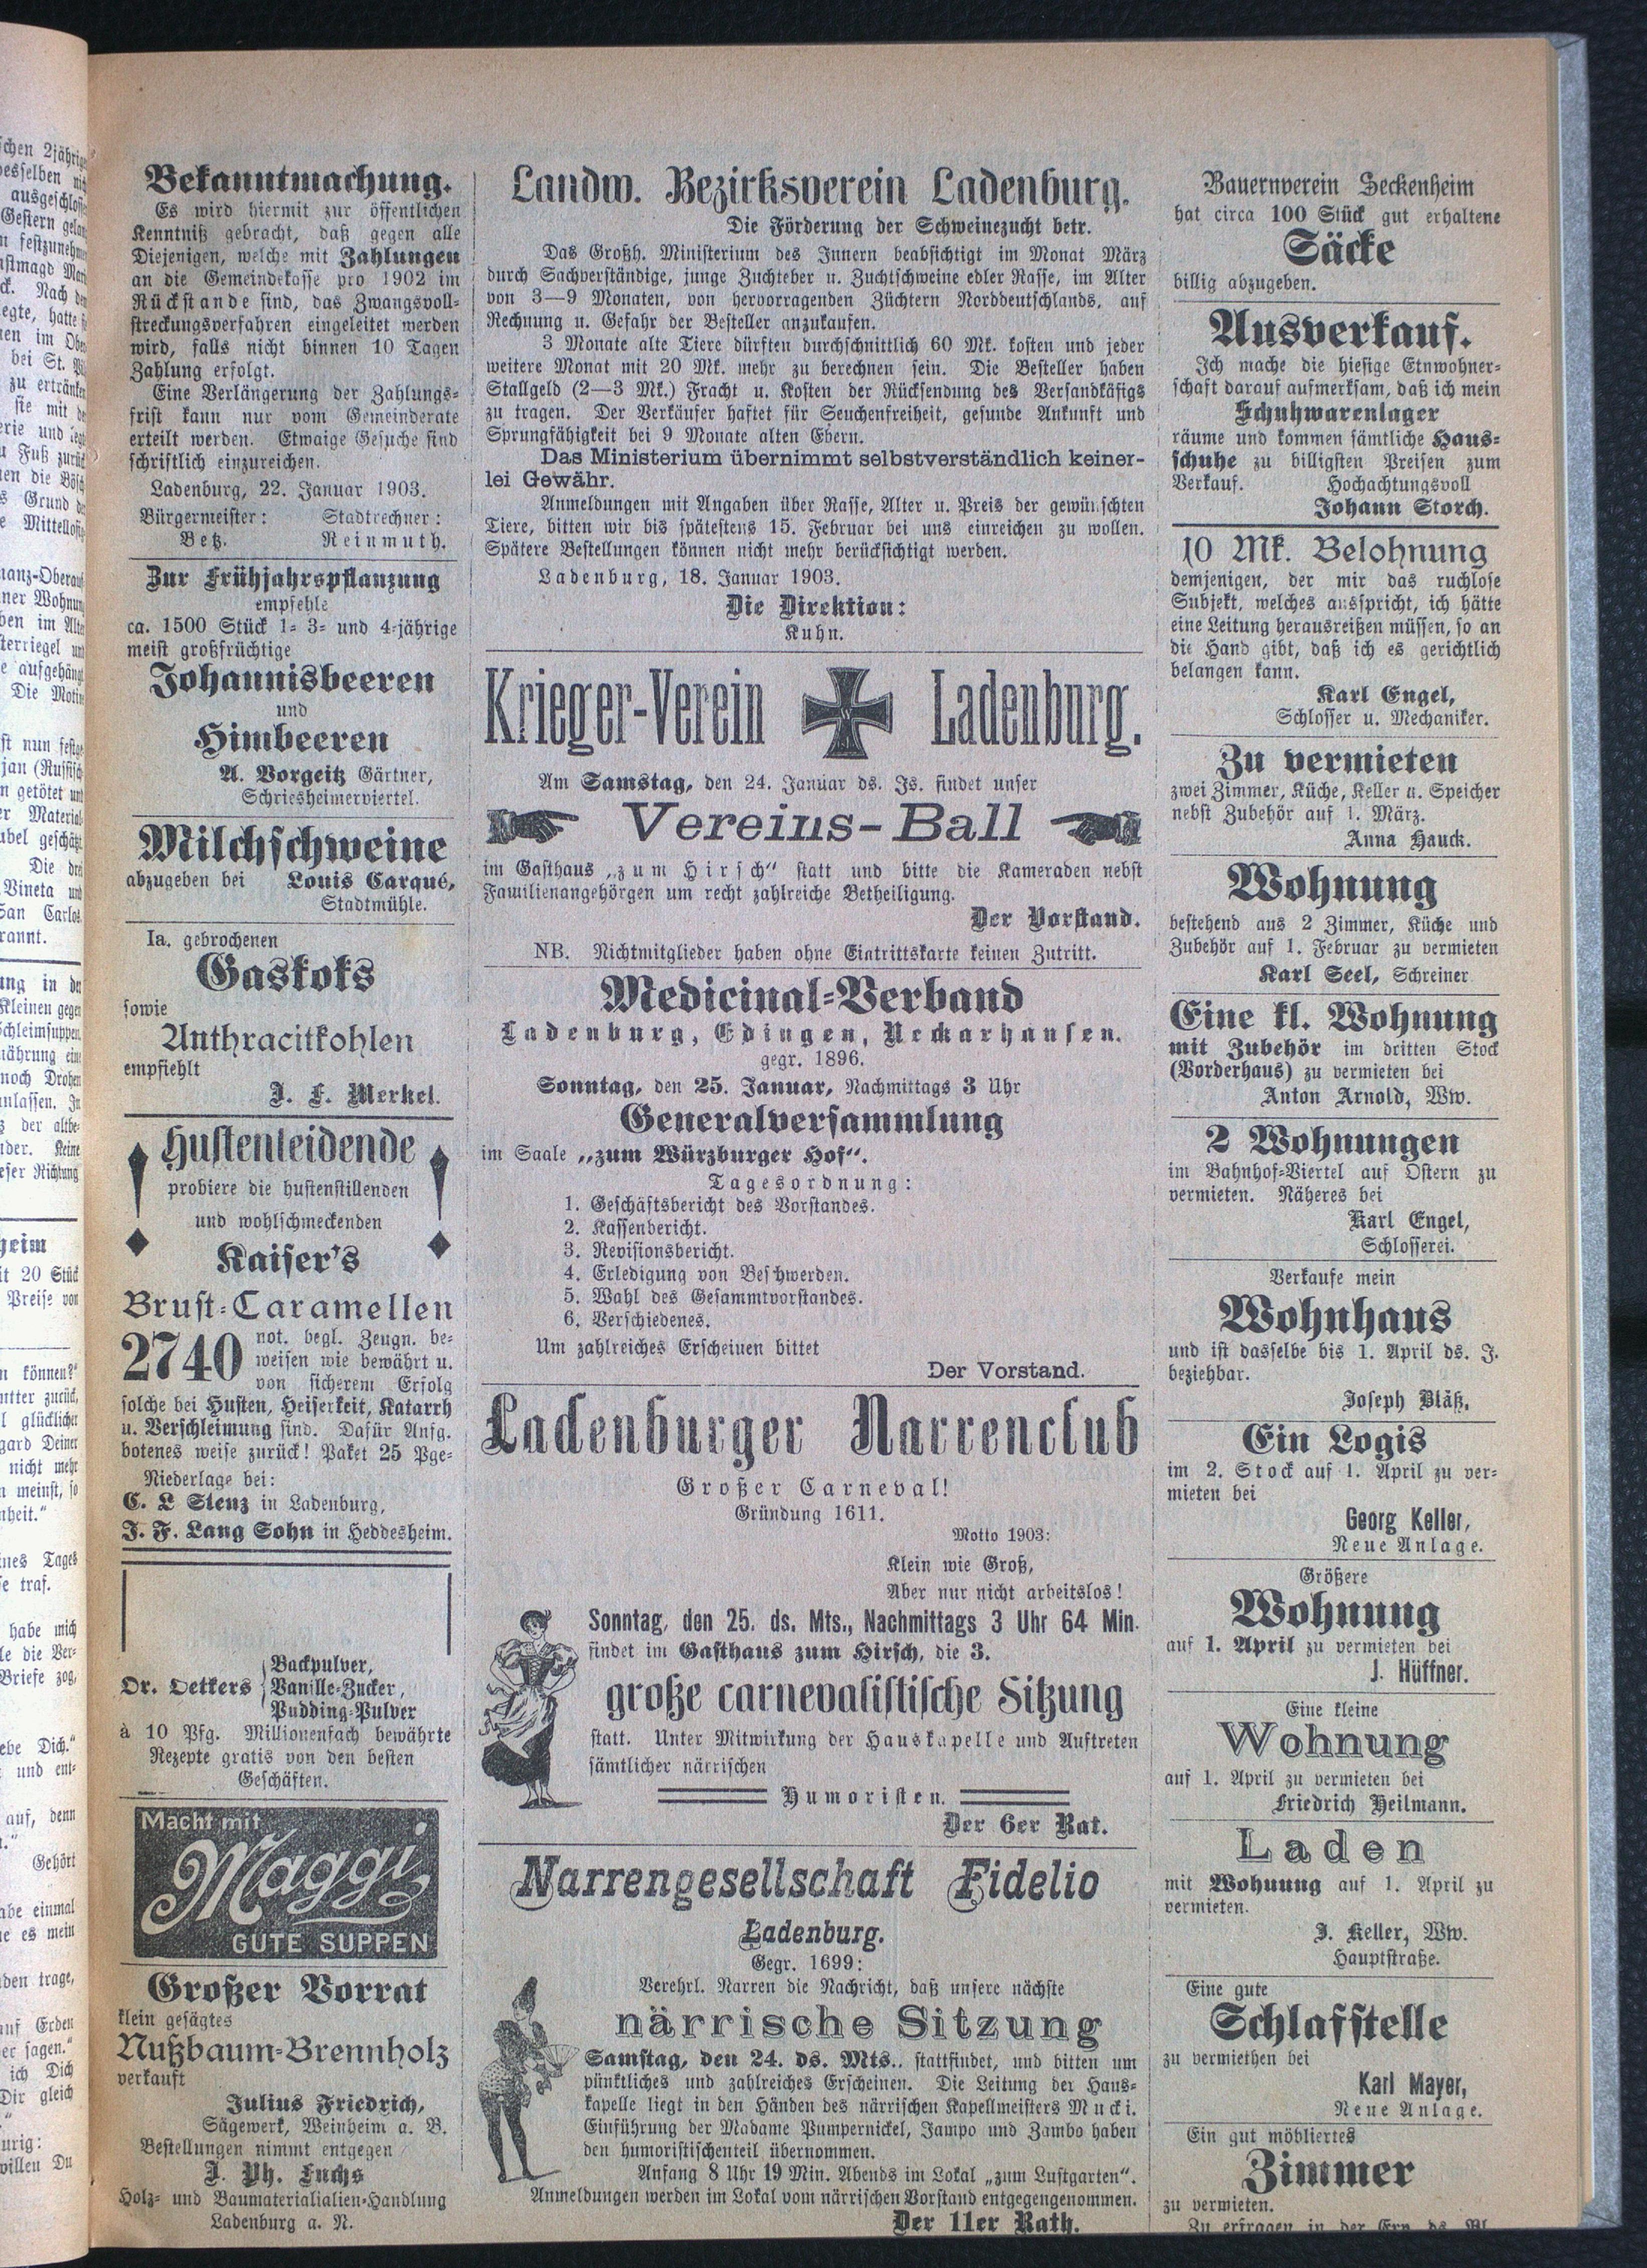 Bekanntmachung.
Es wird hiermit zur öffentlichen
Kenntniß gebracht, daß gegen alle
Diejenigen, welche mit Zahlungen
an die Gemeindekasse pro 1902 im
Rückstande sind, das Zwangsvoll-
streckungsverfahren eingeleitet werden
wird, falls nicht binnen 10 Tagen
Zahlung erfolgt.
Eine Verlängerung der Zahlungs-
frist kann nur vom Gemeinderate
erteilt werden. Etwaige Gesuche sind
schriftlich einzureichen.
Ladenburg, 22. Januar 1903.
Bürgermeister: Stadtrechner:
Betz. Reinmuth.
Zur Frühjahrspflanzung
empfehle
ca. 1500 Stück 1- 3- und 4-jährige
meist großfrüchtige
Johannisbeeren
und
Himbeeren
A. Vorgeitz Gärtner,
Schriesheimerviertel.
Milchschweine
abzugeben bei Louis Carqué,
Stadtmühle.
Ia. gebrochenen
Gaskoks
sowie
Anthracitkohlen
empfiehlt
J. F. Merkel.
Hustenleidende
probiere die hustenstillenden
und wohlschmeckenden
Kaiser's
Brust-Caramellen
2740 not. begl. Zeugn. be-
weisen wie bewährt u.
von sicherem Erfolg
solche bei Husten, Heiserkeit, Katarrh
u. Verschleimung sind. Dafür Anfg.
botenes weise zurück! Paket 25 Pge-
Niederlage bei:
C. L Stenz in Ladenburg,
J. F. Lang Sohn in Heddesheim.
Dr. Oetkers
Backpulver,
Vanille-Zucker,
Pudding-Pulver
à 10 Pfg. Millionenfach bewährte
Rezepte gratis von den besten
Geschäften.
Macht mit
Maggi
GUTE SUPPEN
Großer Vorrat
klein gesägtes
Nußbaum-Brennholz
verkauft
Julius Friedrich,
Sägewerk, Weinheim a. B.
Bestellungen nimmt entgegen
J. Ph. Fuchs
Holz- und Baumaterialialien-Handlung
Ladenburg a. N.
Landw. Bezirksverein Ladenburg.
Die Förderung der Schweinezucht betr.
Das Großh. Ministerium des Innern beabsichtigt im Monat März
durch Sachverständige, junge Zuchteber u. Zuchtschweine edler Rasse, im Alter
von 3—9 Monaten, von hervorragenden Züchtern Norddeutschlands, auf
Rechnung u. Gefahr der Besteller anzukaufen.
3 Monate alte Tiere dürften durchschnittlich 60 Mk. kosten und jeder
weitere Monat mit 20 Mk. mehr zu berechnen sein. Die Besteller haben
Stallgeld (2—3 Mk.) Fracht u. Kosten der Rücksendung des Versandkäfigs
zu tragen. Der Verkäufer haftet für Seuchenfreiheit, gesunde Ankunft und
Sprungfähigkeit bei 9 Monate alten Ebern.
Das Ministerium übernimmt selbstverständlich keiner-
lei Gewähr.
Anmeldungen mit Angaben über Rasse, Alter u. Preis der gewünschten
Tiere, bitten wir bis spätestens 15. Februar bei uns einreichen zu wollen.
Spätere Bestellungen können nicht mehr berücksichtigt werden.
Ladenburg, 18. Januar 1903.
Die Direktion:
Kuhn.
Krieger-Verein Ladenburg.
Am Samstag, den 24. Januar ds. Js. findet unser
Vereins-Ball
im Gasthaus „zum Hirsch“ statt und bitte die Kameraden nebst
Familienangehörgen um recht zahlreiche Betheiligung.
Der Vorstand.
NB. Nichtmitglieder haben ohne Eintrittskarte keinen Zutritt.
Medicinal-Verband
Ladenburg, Edingen, Neckarhausen.
gegr. 1896.
Sonntag, den 25. Januar, Nachmittags 3 Uhr
Generalversammlung
im Saale „zum Würzburger Hof“.
Tagesordnung:
1. Geschäftsbericht des Vorstandes.
2. Kassenbericht.
3. Revisionsbericht.
4. Erledigung von Beschwerden.
5. Wahl des Gesammtvorstandes.
6. Verschiedenes.
Um zahlreiches Erscheinen bittet
Der Vorstand.
Ladenburger Narrenclub
Großer Carneval!
Gründung 1611.
Motto 1903:
Klein wie Groß,
Aber nur nicht arbeitslos!
Sonntag, den 25. ds. Mts., Nachmittags 3 Uhr 64 Min.
findet im Gasthaus zum Hirsch, die 3.
große carnevalistische Sitzung
statt. Unter Mitwirkung der Hauskapelle und Auftreten
sämtlicher närrischen
Humoristen.
Der 6er Rat.
Narrengesellschaft Fidelio
Ladenburg.
Gegr. 1699:
Verehrl. Narren die Nachricht, daß unsere nächste
närrische Sitzung
Samstag, den 24. ds. Mts.. stattfindet, und bitten um
pünktliches und zahlreiches Erscheinen. Die Leitung der Haus-
kapelle liegt in den Händen des närrischen Kapellmeisters Mucki.
Einführung der Madame Pumpernickel, Jampo und Zambo haben
den humoristischenteil übernommen.
Anfang 8 Uhr 19 Min. Abends im Lokal „zum Lustgarten“.
Anmeldungen werden im Lokal vom närrischen Vorstand entgegengenommen.
Der 11er Rath.
Bauernverein Seckenheim
hat circa 100 Stück gut erhaltene
Säcke
billig abzugeben.
Ausverkauf.
Ich mache die hiesige Etnwohner-
schaft darauf aufmerksam, daß ich mein
Schuhwarenlager
räume und kommen sämtliche Haus-
schuhe zu billigsten Preisen zum
Verkauf. Hochachtungsvoll
Johann Storch.
10 Mk. Belohnung
demjenigen, der mir das ruchlose
Subjekt, welches ausspricht, ich hätte
eine Leitung herausreißen müssen, so an
die Hand gibt, daß ich es gerichtlich
belangen kann.
Karl Engel,
Schlosser u. Mechaniker.
Zu vermieten
zwei Zimmer, Küche, Keller u. Speicher
nebst Zubehör auf 1. März.
Anna Hauck.
Wohnung
bestehend aus 2 Zimmer, Küche und
Zubehör auf 1. Februar zu vermieten
Karl Seel, Schreiner
Eine kl. Wohnung
mit Zubehör im dritten Stock
(Vorderhaus) zu vermieten bei
Anton Arnold, Ww.
2 Wohnungen
im Bahnhof-Viertel auf Ostern zu
vermieten. Näheres bei
Karl Engel,
Schlosserei.
Verkaufe mein
Wohnhaus
und ist dasselbe bis 1. April ds. J.
beziehbar.
Joseph Bläß.
Ein Logis
im 2. Stock auf 1. April zu ver-
mieten bei
Georg Keller,
Neue Anlage.
Größere
Wohnung
auf 1. April zu vermieten bei
J. Hüffner.
Eine kleine
Wohnung
auf 1. April zu vermieten bei
Friedrich Heilmann.
Laden
mit Wohnung auf 1. April zu
vermieten.
J. Keller, Ww.
Hauptstraße.
Eine gute
Schlafstelle
zu vermiethen bei
Karl Mayer,
Neue Anlage.
Ein gut möbliertes
Zimmer
zu vermieten.
Zu erfragen in der Exp. ds. Bl.